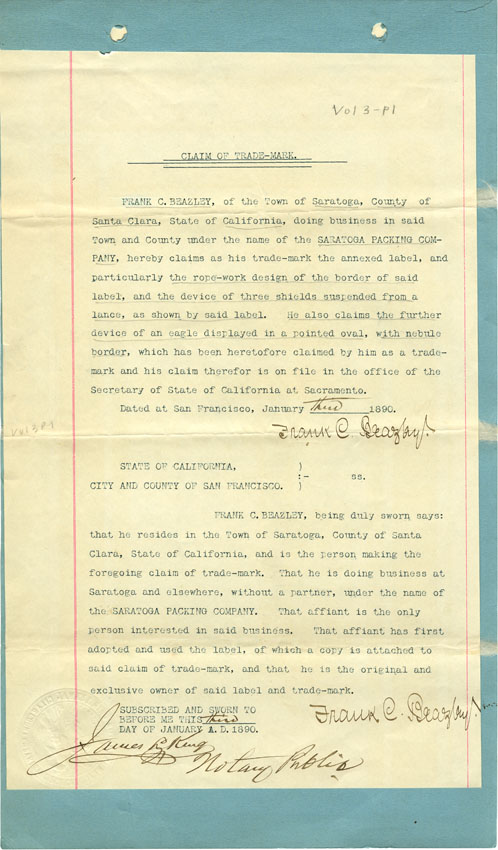 Vol 3-P1
CLAIM OF TRADE-MARK.
FRANK C. BEAZLEY, of the Town of Saratoga, County of
Santa Clara, State of California, doing business in said
Town and County under the name of the SARATOGA PACKING COM-
PANY, hereby claims as his trade-mark the annexed label, and
particularly the rope-work design of the border of said
label, and the device of three shields suspended from a
lance, as shown by said label. He also claims the further
device of an eagle displayed in a pointed oval, with nebule
border, which has been heretofore claimed by him as a trade-
mark and his claim therefor is on file in the office of the
Secretary of State of California at Sacramento.
Dated at San Francisco, January third 1890.
Vol 3 P1
Frank C. Beazley.
STATE OF CALIFORNIA, )
:- ss.
CITY AND COUNTY OF SAN FRANCISCO. )
FRANK C. BEAZLEY, being duly sworn says:
that he resides in the Town of Saratoga, County of Santa
Clara, State of California, and is the person making the
foregoing claim of trade-mark. That he is doing business at
Saratoga and elsewhere, without a partner, under the name of
the SARATOGA PACKING COMPANY. That affiant is the only
person interested in said business. That affiant has first
adopted and used the label, of which a copy is attached to
said claim of trade-mark, and that he is the original and
exclusive owner of said label and trade-mark.
SUBSCRIBED AND SWORN TO
BEFORE ME THIS third
DAY OF JANUARY A.D.1890.
Frank C. Beazley.
James L. King
Notary Public